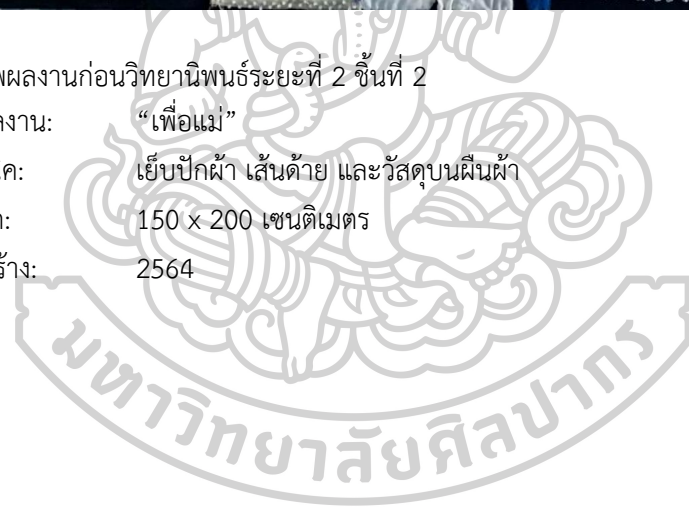 ผลงานก่อนวิทยานิพนธ์ระยะที่ 2 ชิ้นที่ 2
งาน: “เพื่อแม่”
ค: เย็บปักผ้า เส้นด้าย และวัสดุบนผืนผ้า
150 x 200 เซนติเมตร
ร้าง: 2564
มหาวิทยาลัยศิลปากร